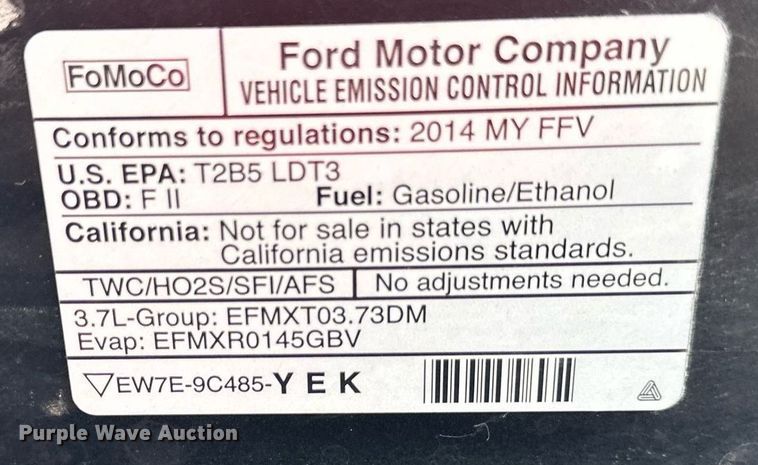 FoMoCo
Ford Motor Company
VEHICLE EMISSION CONTROL INFORMATION
Conforms to regulations: 2014 MY FFV
U.S. EPA: T2B5 LDT3
OBD: F II Fuel: Gasoline/Ethanol
California: Not for sale in states with
California emissions standards.
TWC/HO2S/SFI/AFS No adjustments needed.
3.7L-Group: EFMXT03.73DM
Evap: EFMXR0145GBV
EW7E-9C485-YEK
Purple Wave Auction